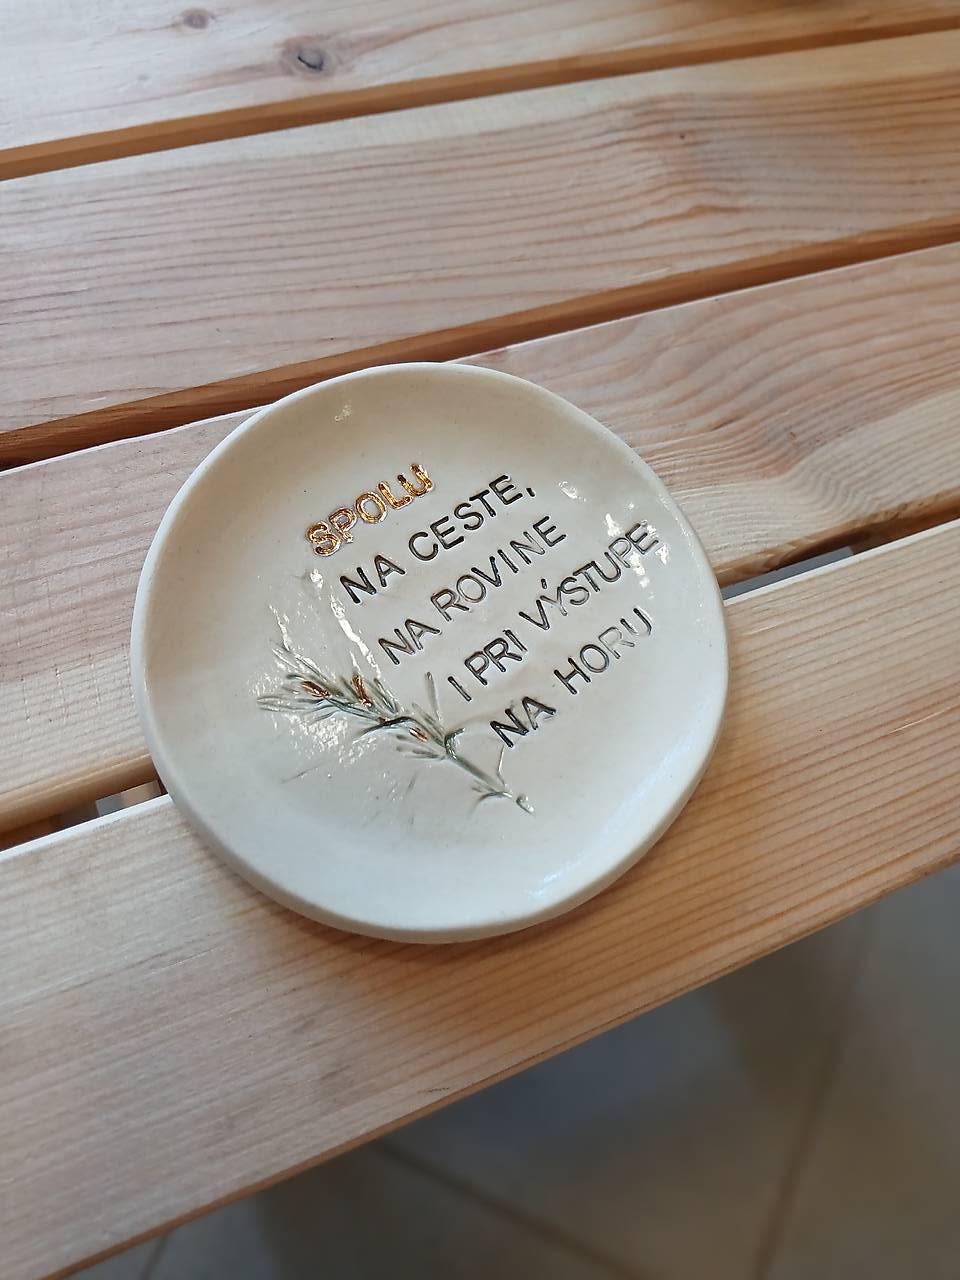 SPOLU
NA CESTE,
NA ROVINE
I PRI VÝSTUPE
NA HORU